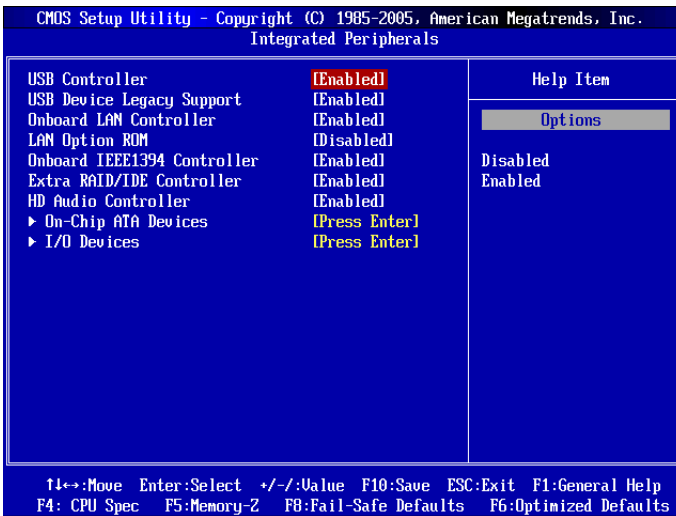 CMOS Setup Utility - Copyright (C) 1985-2005, American Megatrends, Inc.
Integrated Peripherals
USB Controller [Enabled]
USB Device Legacy Support [Enabled]
Onboard LAN Controller [Enabled]
LAN Option ROM [Disabled]
Onboard IEEE1394 Controller [Enabled]
Extra RAID/IDE Controller [Enabled]
HD Audio Controller [Enabled]
▶ On-Chip ATA Devices [Press Enter]
▶ I/O Devices [Press Enter]
Help Item
Options
Disabled
Enabled
↑↓↔:Move Enter:Select +/-/:Value F10:Save ESC:Exit F1:General Help
F4: CPU Spec F5:Memory-Z F8:Fail-Safe Defaults F6:Optimized Defaults